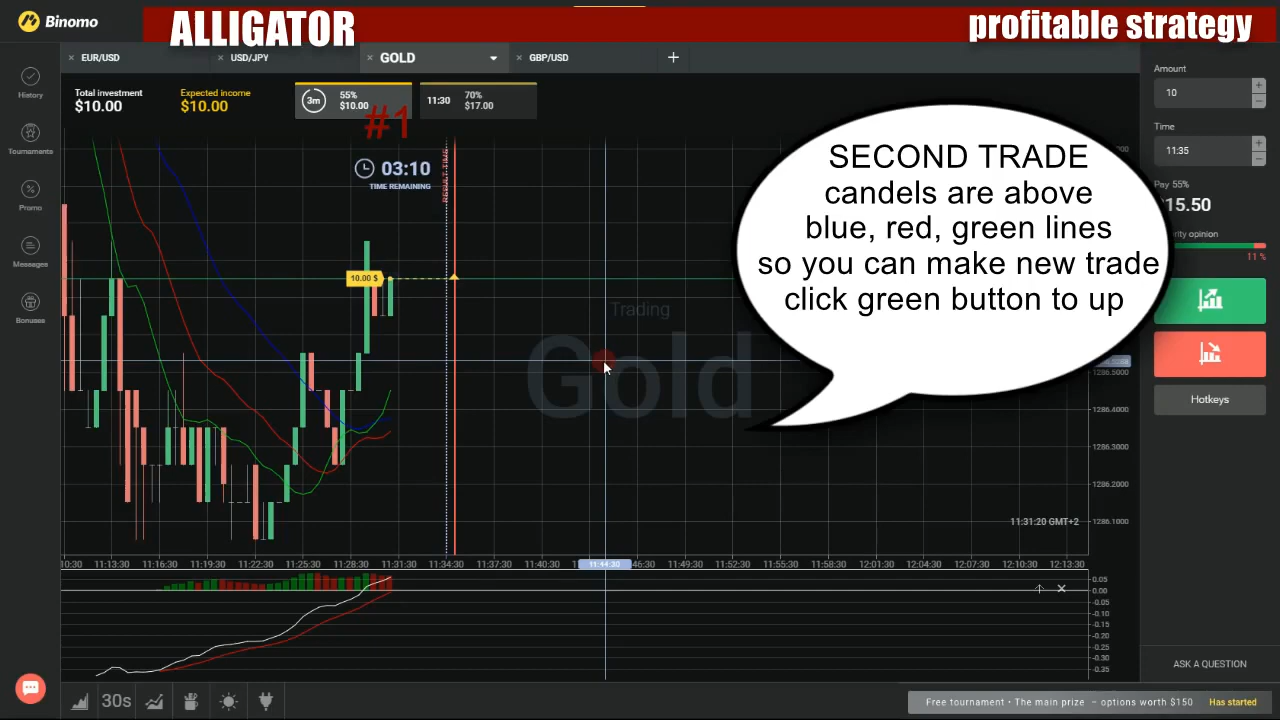 Binomo
ALLIGATOR
profitable strategy
EUR/USD
USD/JPY
GOLD
GBP/USD
History
Tournaments
Promo
Messages
Bonuses
Total investment
$10.00
Expected income
$10.00
3m
55%
$10.00
11:30
70%
$17.00
#1
03:10
TIME REMAINING
10.00 $
Trading
Gold
SECOND TRADE
candels are above
blue, red, green lines
so you can make new trade
click green button to up
Amount
10
Time
11:35
Pay 55%
15.50
opinion
11 %
Hotkeys
ASK A QUESTION
1286.5000
1286.4000
1286.3000
1286.2000
1286.1000
11:31:20 GMT+2
10:30
11:13:30
11:16:30
11:19:30
11:22:30
11:25:30
11:28:30
11:31:30
11:34:30
11:37:30
11:40:30
11:44:30
46:30
11:49:30
11:52:30
11:55:30
11:58:30
12:01:30
12:04:30
12:07:30
12:10:30
12:13:30
0.05
0.00
-0.05
-0.10
-0.15
-0.20
-0.25
-0.30
-0.35
30s
Free tournament • The main prize – options worth $150 Has started